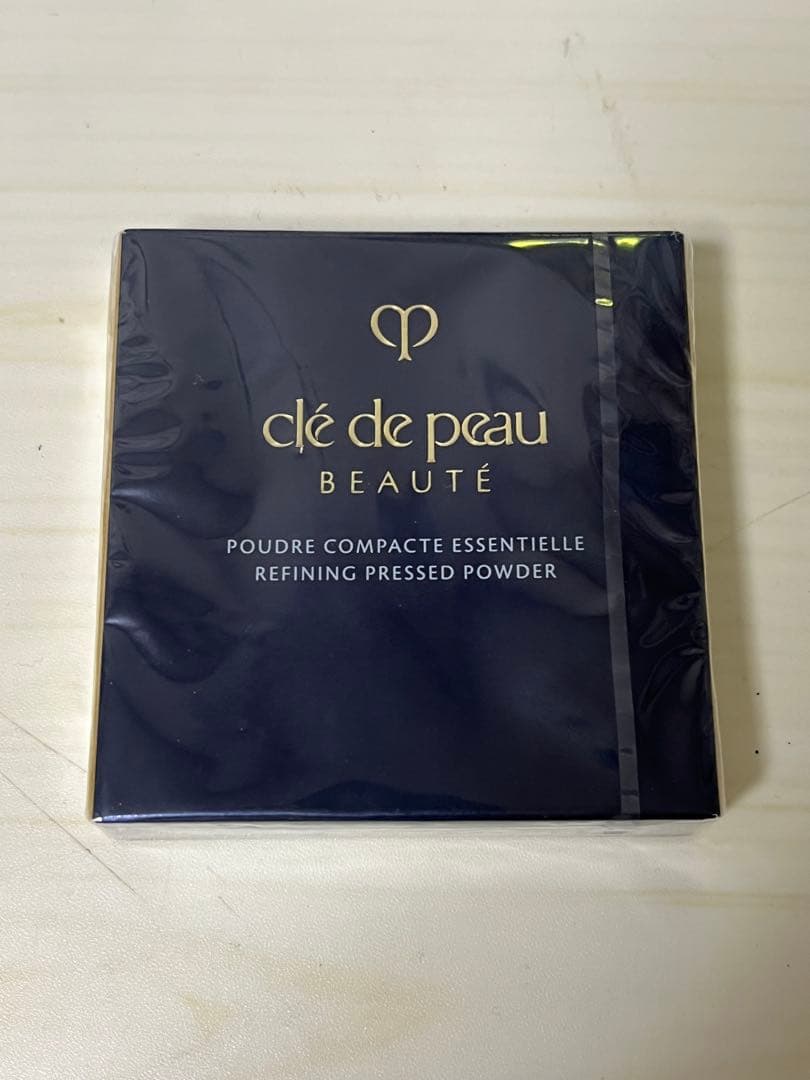 clé de peau
BEAUTÉ
POUDRE COMPACTE ESSENTIELLE
REFINING PRESSED POWDER